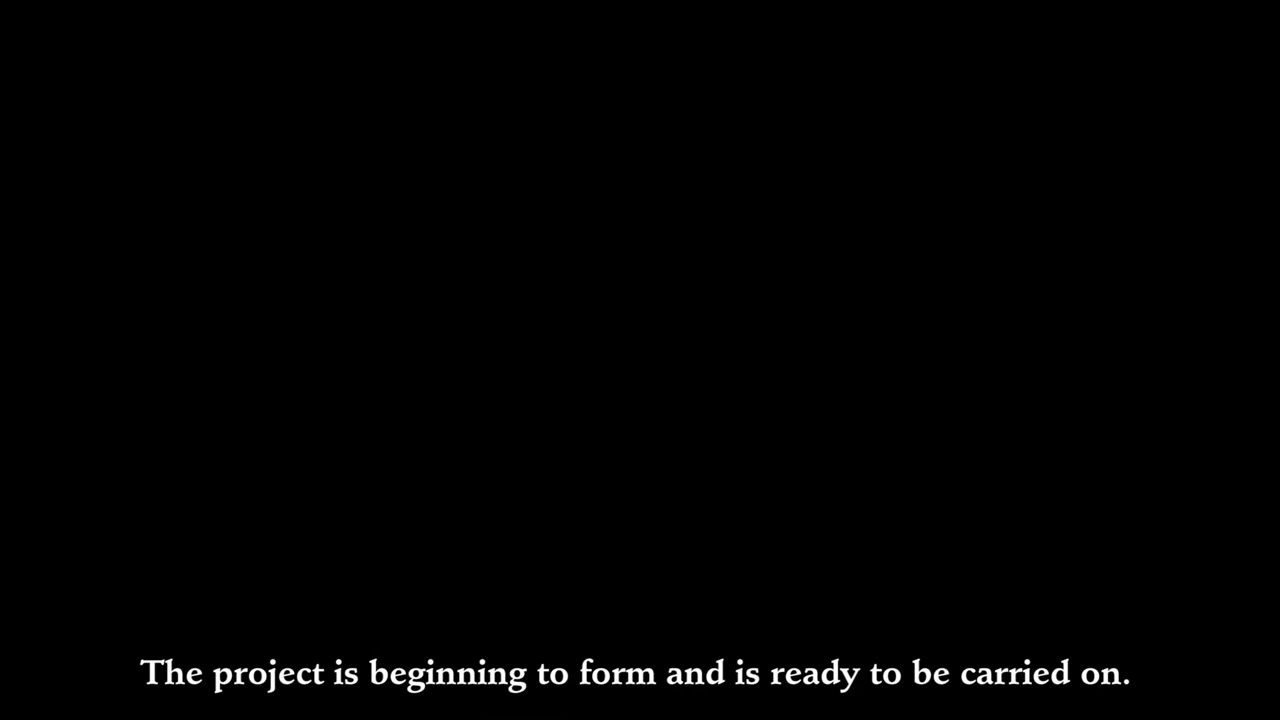 The project is beginning to form and is ready to be carried on.